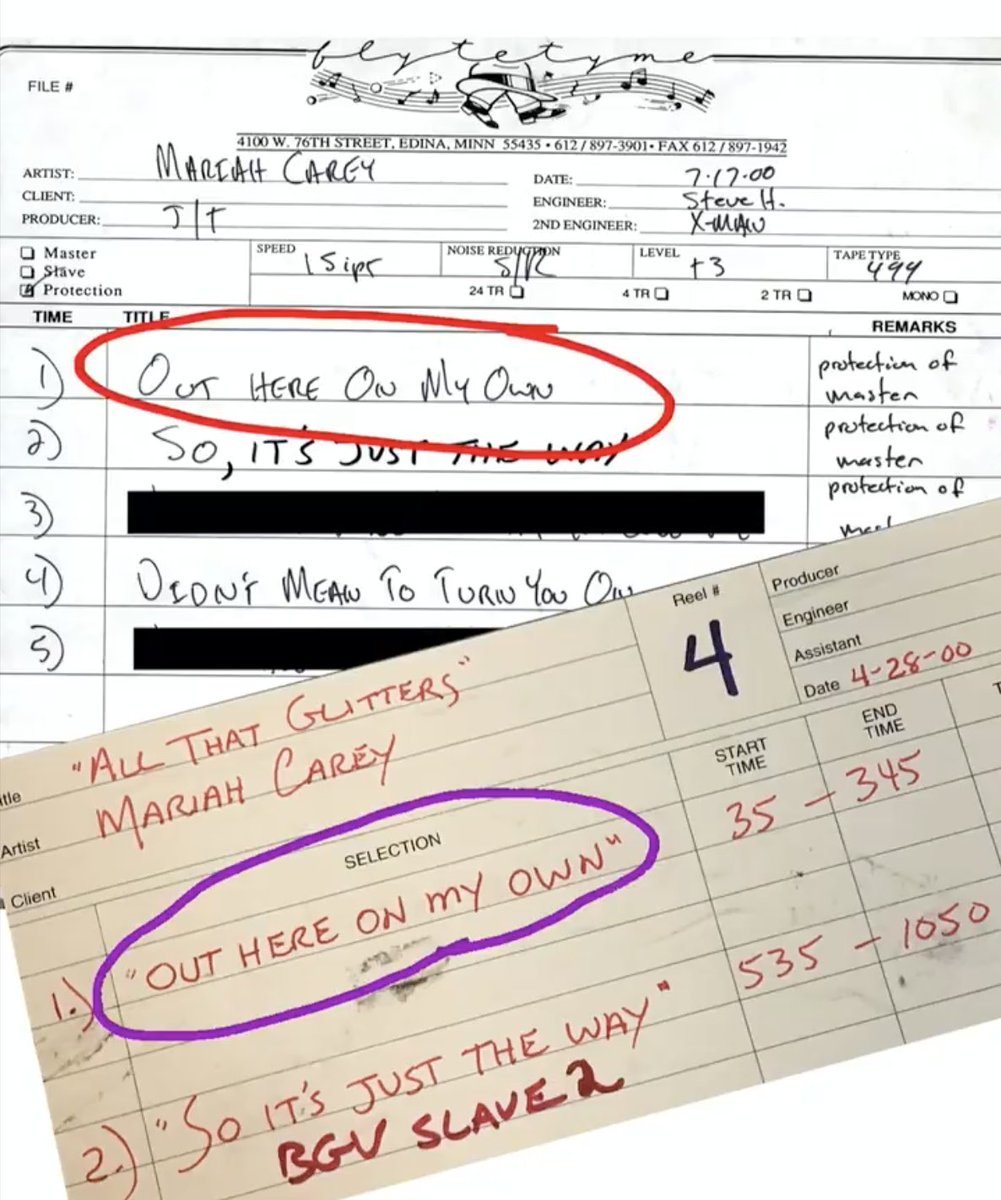 flytetyme
FILE #
4100 W. 76TH STREET, EDINA, MINN 55435 • 612 / 897-3901 • FAX 612 / 897-1942
ARTIST: MARIAH CAREY
DATE: 7.17.00
CLIENT:
ENGINEER: Steve H.
PRODUCER: J/T
2ND ENGINEER: X-MAN
Master
Slave
Protection
SPEED 15 ips
NOISE REDUCTION S/R
LEVEL +3
TAPE TYPE 499
24 TR 4 TR 2 TR MONO
TIME TITLE REMARKS
1) OUT HERE ON MY OWN protection of master
2) SO, IT'S JUST THE WAY protection of master
3) protection of
4) DIDN'T MEAN TO TURN YOU ON
5)
Reel # 4
Producer
Engineer
Assistant
Date 4-28-00
"ALL THAT GLITTERS"
Artist MARIAH CAREY
Client
SELECTION START TIME END TIME
1.) "OUT HERE ON MY OWN" 35 - 345
2.) "SO IT'S JUST THE WAY" 535 - 1050
BGV SLAVE 2